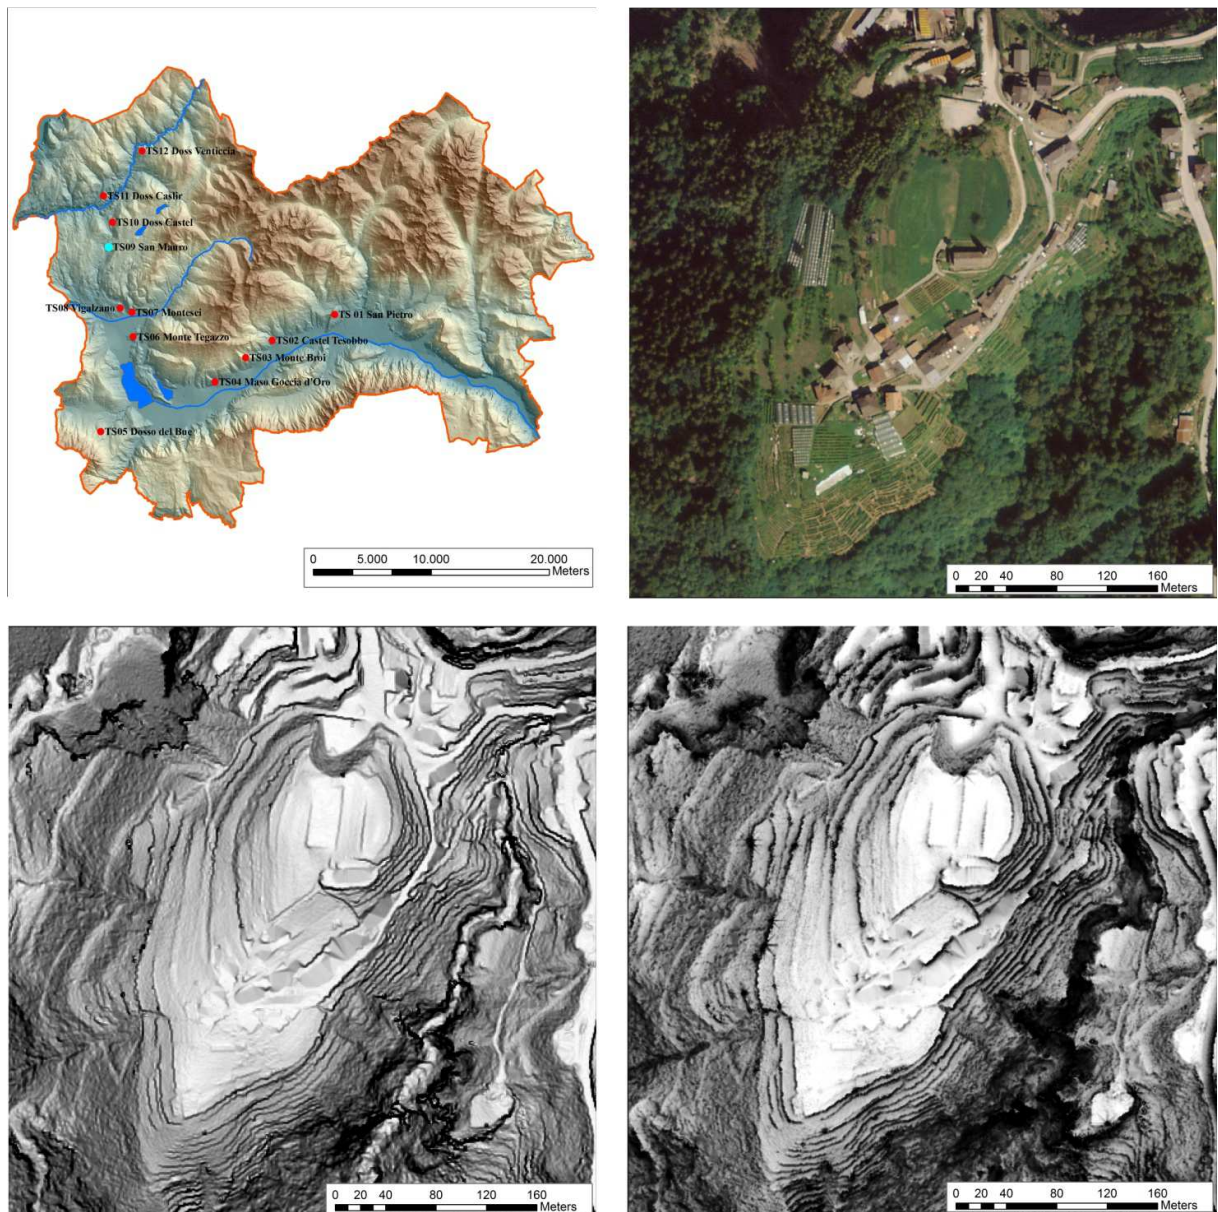 TS12 Doss Venticcia
TS11 Doss Caslir
TS10 Doss Castel
TS09 San Mauro
TS08 Vigalzano
TS07 Montesci
TS 01 San Pietro
TS06 Monte Tegazzo
TS02 Castel Tesobbo
TS03 Monte Broi
TS04 Maso Goccia d'Oro
TS05 Dosso del Bue
0 5.000 10.000 20.000
Meters
0 20 40 80 120 160
Meters
0 20 40 80 120 160
Meters
0 20 40 80 120 160
Meters